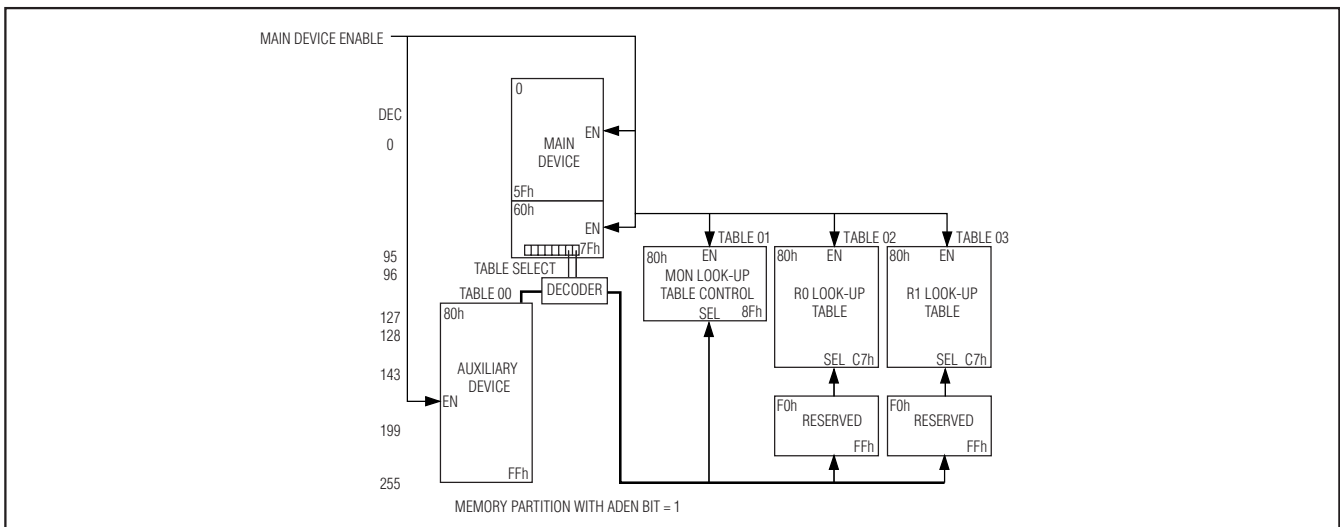 MAIN DEVICE ENABLE
DEC
0
95
96
127
128
143
199
255
0
EN
MAIN
DEVICE
5Fh
60h
EN
7Fh
TABLE SELECT
DECODER
TABLE 00
80h
AUXILIARY
DEVICE
EN
FFh
TABLE 01
80h
EN
MON LOOK-UP
TABLE CONTROL
SEL 8Fh
TABLE 02
80h
EN
R0 LOOK-UP
TABLE
SEL C7h
F0h
RESERVED
FFh
TABLE 03
80h
EN
R1 LOOK-UP
TABLE
SEL C7h
F0h
RESERVED
FFh
MEMORY PARTITION WITH ADEN BIT = 1